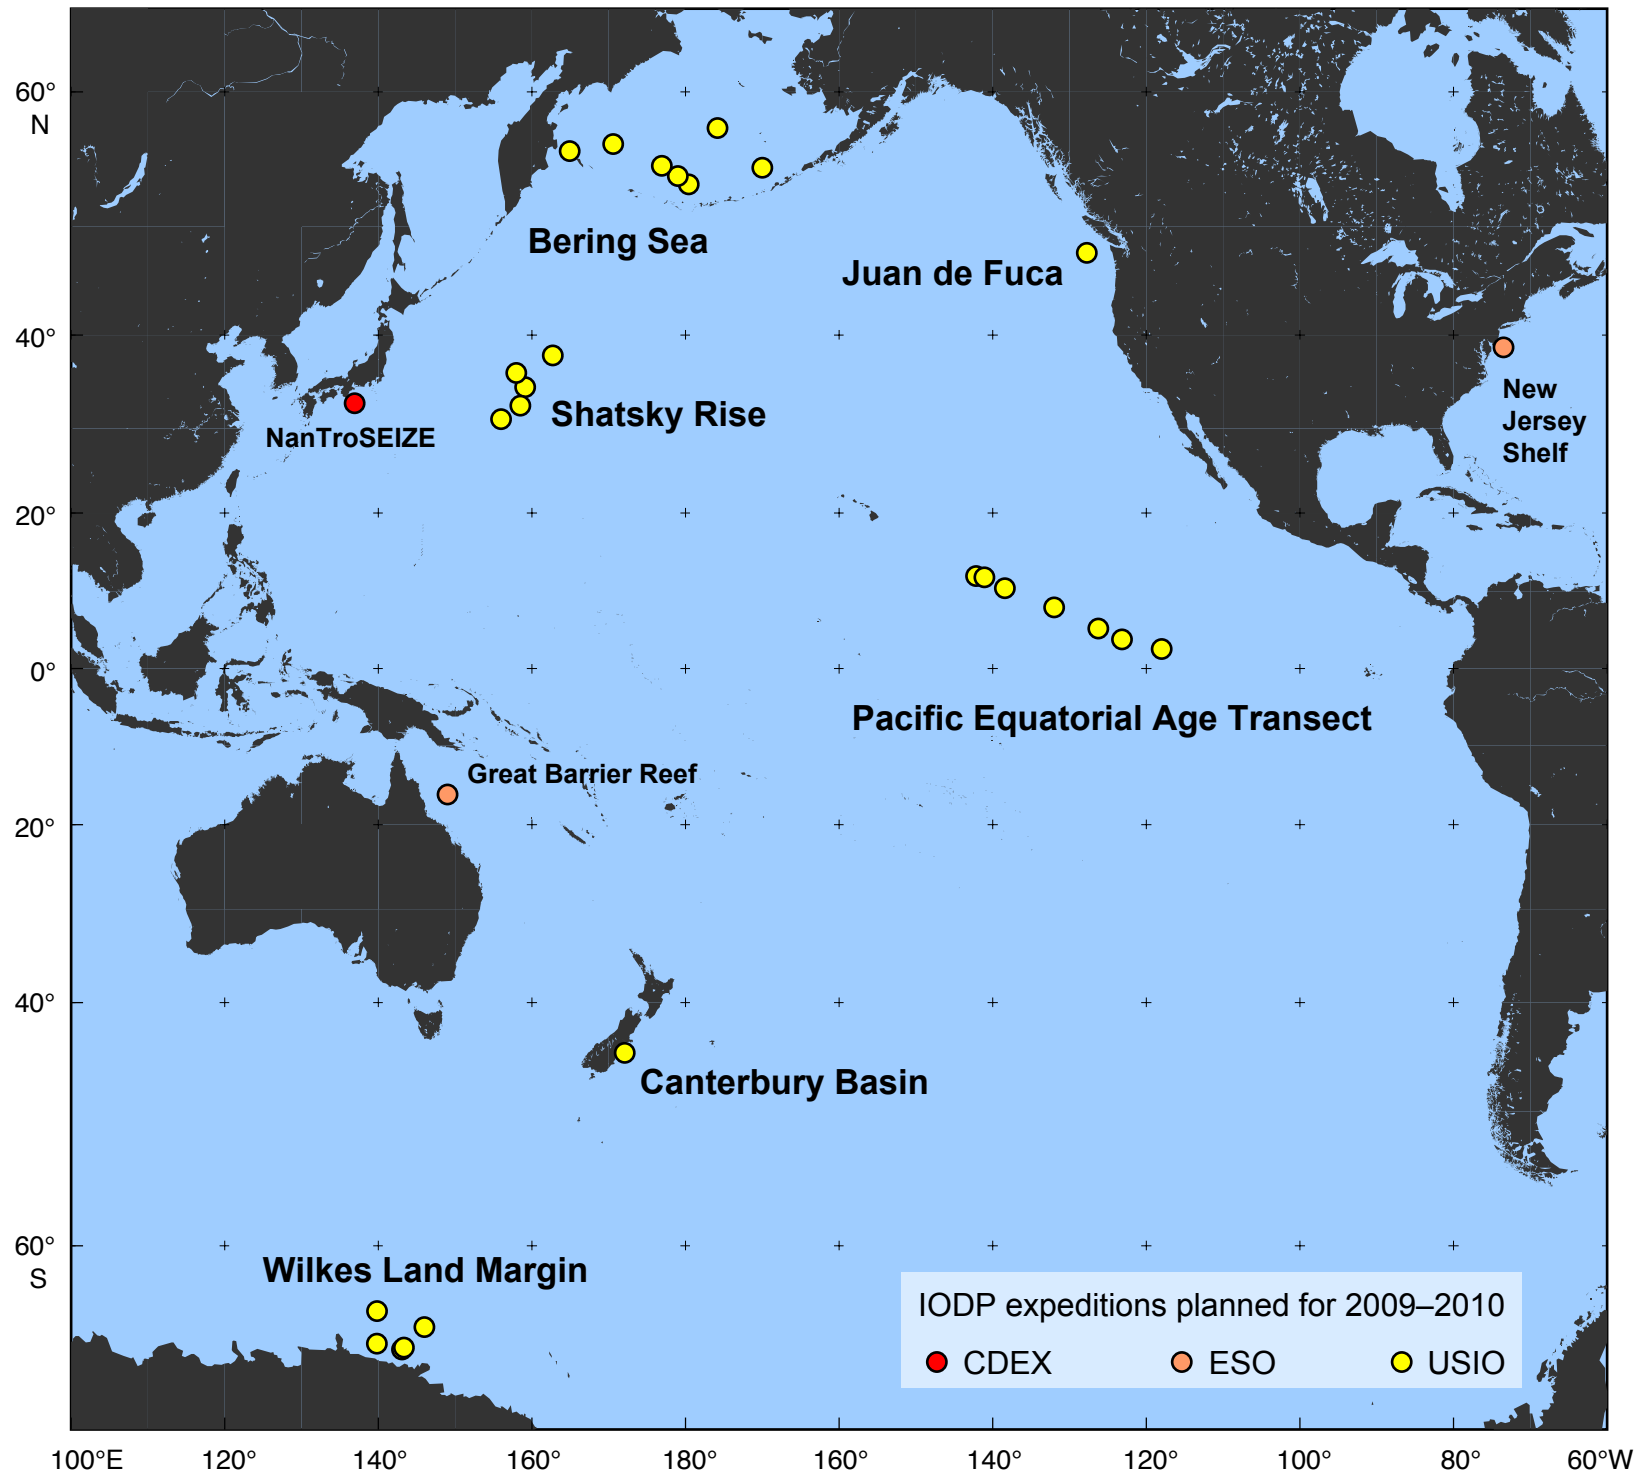 60°
N
Bering Sea
Juan de Fuca
40°
New
Jersey
Shelf
Shatsky Rise
NanTroSEIZE
20°
0°
Pacific Equatorial Age Transect
Great Barrier Reef
20°
40°
Canterbury Basin
60°
S
Wilkes Land Margin
IODP expeditions planned for 2009–2010
CDEX ESO USIO
100°E 120° 140° 160° 180° 160° 140° 120° 100° 80° 60°W